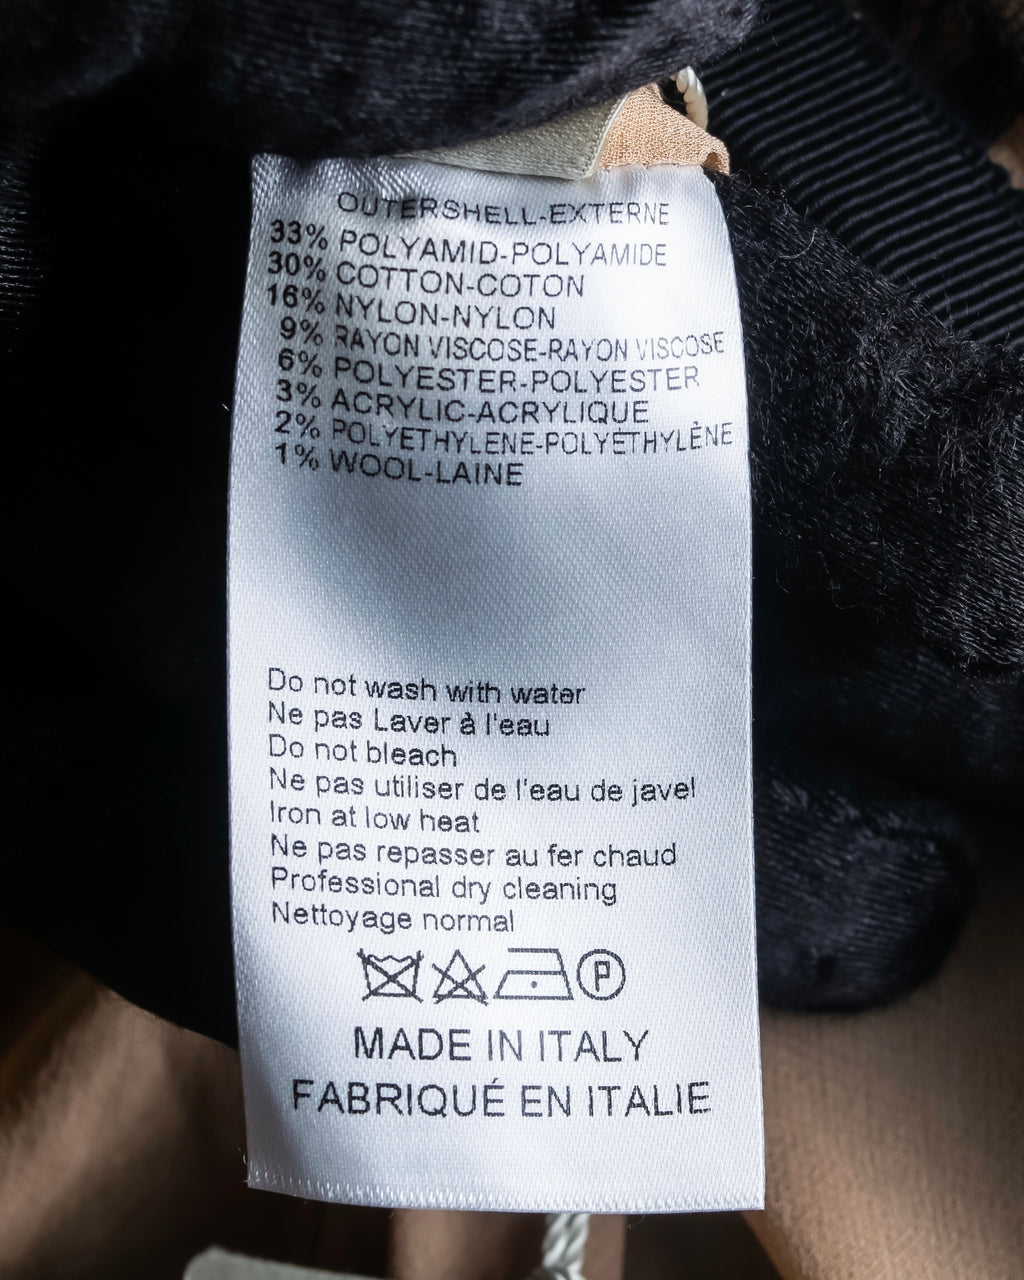 OUTERSHELL-EXTERNE
33% POLYAMID-POLYAMIDE
30% COTTON-COTON
16% NYLON-NYLON
9% RAYON VISCOSE-RAYON VISCOSE
6% POLYESTER-POLYESTER
3% ACRYLIC-ACRYLIQUE
2% POLYETHYLENE-POLYÉTHYLÈNE
1% WOOL-LAINE
Do not wash with water
Ne pas Laver à l'eau
Do not bleach
Ne pas utiliser de l'eau de javel
Iron at low heat
Ne pas repasser au fer chaud
Professional dry cleaning
Nettoyage normal
P
MADE IN ITALY
FABRIQUÉ EN ITALIE